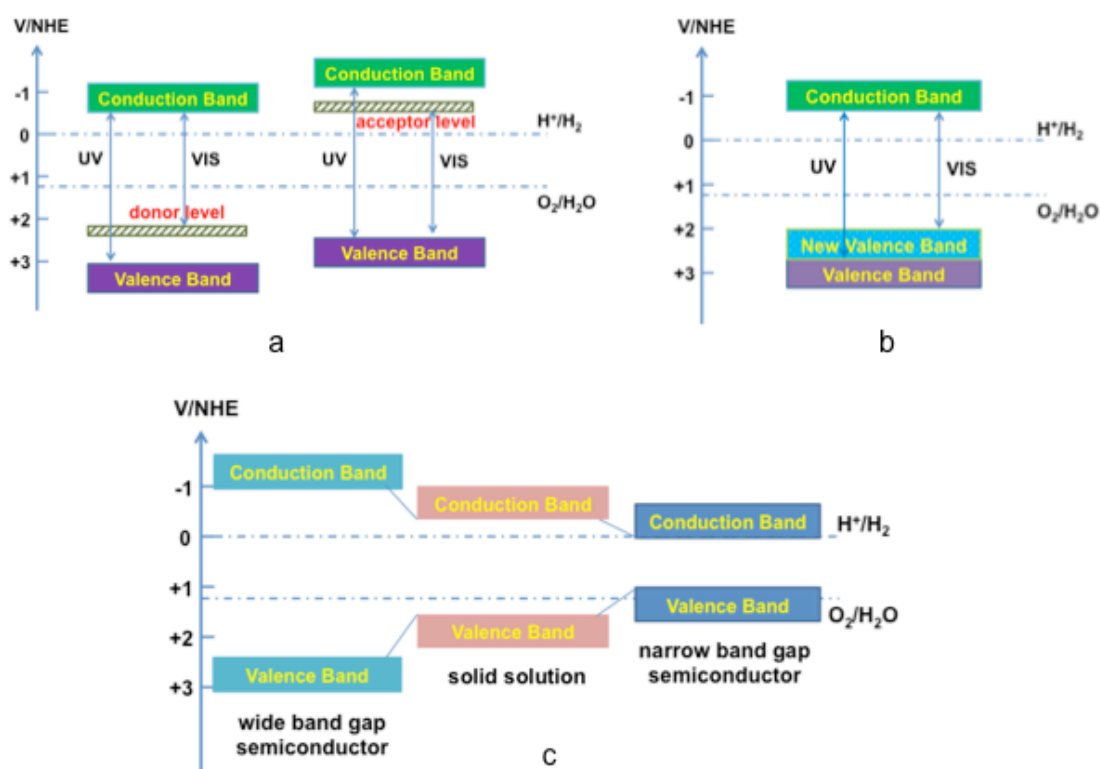 V/NHE
-1
0
+1
+2
+3
Conduction Band
UV
VIS
donor level
Valence Band
Conduction Band
acceptor level
UV
VIS
Valence Band
H⁺/H₂
O₂/H₂O
a
V/NHE
-1
0
+1
+2
+3
Conduction Band
UV
VIS
New Valence Band
Valence Band
H⁺/H₂
O₂/H₂O
b
V/NHE
-1
0
+1
+2
+3
Conduction Band
Valence Band
wide band gap
semiconductor
Conduction Band
Valence Band
solid solution
Conduction Band
Valence Band
narrow band gap
semiconductor
H⁺/H₂
O₂/H₂O
c